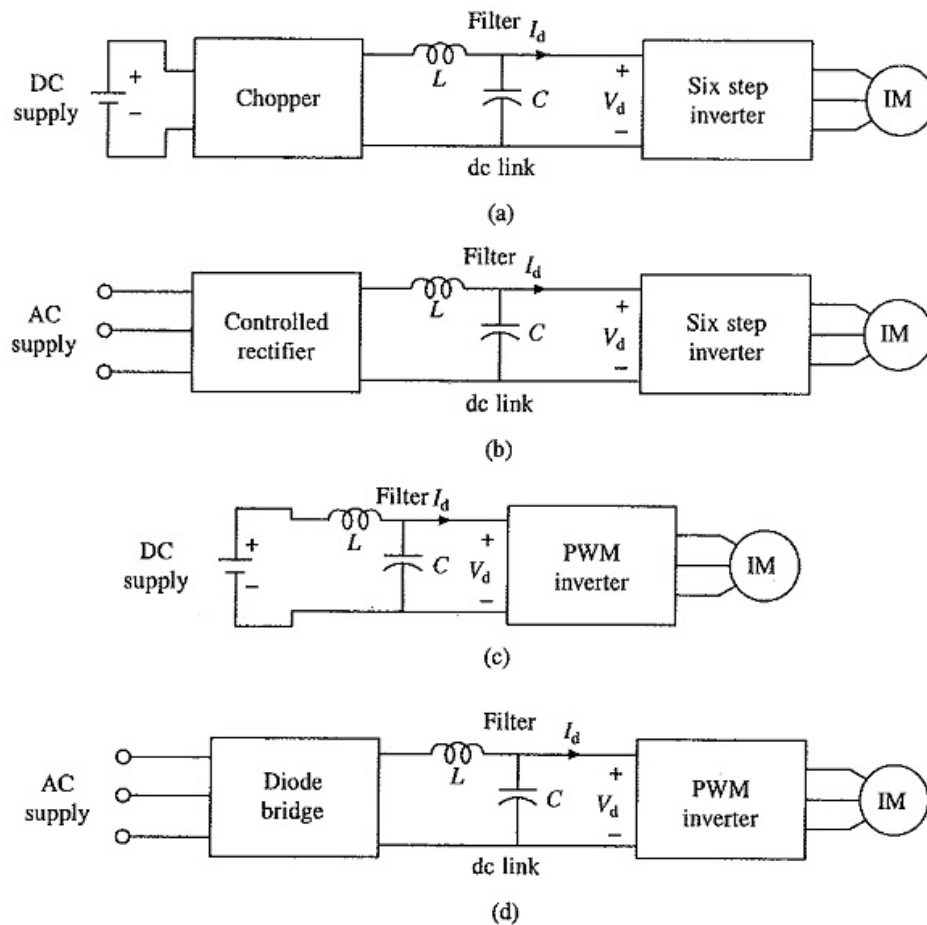 Filter
I_d
DC
supply
+
−
Chopper
L
C
+
V_d
−
Six step
inverter
IM
dc link
(a)
Filter
I_d
AC
supply
Controlled
rectifier
L
C
+
V_d
−
Six step
inverter
IM
dc link
(b)
Filter I_d
DC
supply
+
−
L
C
+
V_d
−
PWM
inverter
IM
(c)
Filter
I_d
AC
supply
Diode
bridge
L
C
+
V_d
−
PWM
inverter
IM
dc link
(d)